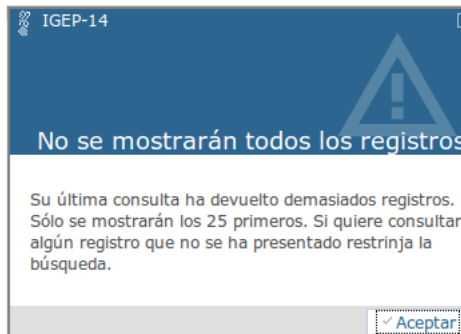 IGEP-14
No se mostrarán todos los registros
Su última consulta ha devuelto demasiados registros.
Sólo se mostrarán los 25 primeros. Si quiere consultar
algún registro que no se ha presentado restrinja la
búsqueda.
Aceptar